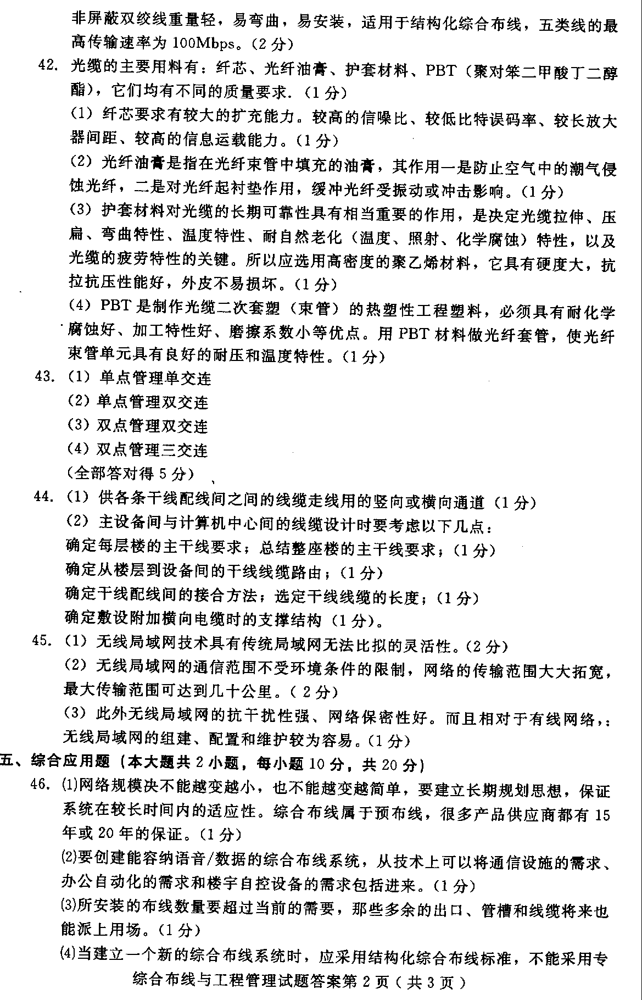 非屏蔽双绞线重量轻，易弯曲，易安装，适用于结构化综合布线，五类线的最
高传输速率为 100Mbps。（2 分）
42. 光缆的主要用料有：纤芯、光纤油膏、护套材料、PBT（聚对笨二甲酸丁二醇
酯），它们均有不同的质量要求.（1 分）
（1）纤芯要求有较大的扩充能力。较高的信噪比、较低比特误码率、较长放大
器间距、较高的信息运载能力。（1 分）
（2）光纤油膏是指在光纤束管中填充的油膏，其作用一是防止空气中的潮气侵
蚀光纤，二是对光纤起衬垫作用，缓冲光纤受振动或冲击影响。（1 分）
（3）护套材料对光缆的长期可靠性具有相当重要的作用，是决定光缆拉伸、压
扁、弯曲特性、温度特性、耐自然老化（温度、照射、化学腐蚀）特性，以及
光缆的疲劳特性的关键。所以应选用高密度的聚乙烯材料，它具有硬度大，抗
拉抗压性能好，外皮不易损坏。（1 分）
（4）PBT 是制作光缆二次套塑（束管）的热塑性工程塑料，必须具有耐化学
腐蚀好、加工特性好、磨擦系数小等优点。用 PBT 材料做光纤套管，使光纤
束管单元具有良好的耐压和温度特性。（1 分）
43.（1）单点管理单交连
（2）单点管理双交连
（3）双点管理双交连
（4）双点管理三交连
（全部答对得 5 分）
44.（1）供各条干线配线间之间的线缆走线用的竖向或横向通道（1 分）
（2）主设备间与计算机中心间的线缆设计时要考虑以下几点：
确定每层楼的主干线要求；总结整座楼的主干线要求；（1 分）
确定从楼层到设备间的干线线缆路由；（1 分）
确定干线配线间的接合方法；选定干线线缆的长度；（1 分）
确定敷设附加横向电缆时的支撑结构（1 分）。
45.（1）无线局域网技术具有传统局域网无法比拟的灵活性。（2 分）
（2）无线局域网的通信范围不受环境条件的限制，网络的传输范围大大拓宽，
最大传输范围可达到几十公里。（ 2 分）
（3）此外无线局域网的抗干扰性强、网络保密性好。而且相对于有线网络，：
无线局域网的组建、配置和维护较为容易。（1 分）
五、综合应用题（本大题共 2 小题，每小题 10 分，共 20 分）
46. (1)网络规模决不能越变越小，也不能越变越简单，要建立长期规划思想，保证
系统在较长时间内的适应性。综合布线属于预布线，很多产品供应商都有 15
年或 20 年的保证。（1 分）
(2)要创建能容纳语音/数据的综合布线系统，从技术上可以将通信设施的需求、
办公自动化的需求和楼宇自控设备的需求包括进来。（1 分）
(3)所安装的布线数量要超过当前的需要，那些多余的出口、管槽和线缆将来也
能派上用场。（1 分）
(4)当建立一个新的综合布线系统时，应采用结构化综合布线标准，不能采用专
综合布线与工程管理试题答案第 2 页（共 3 页）